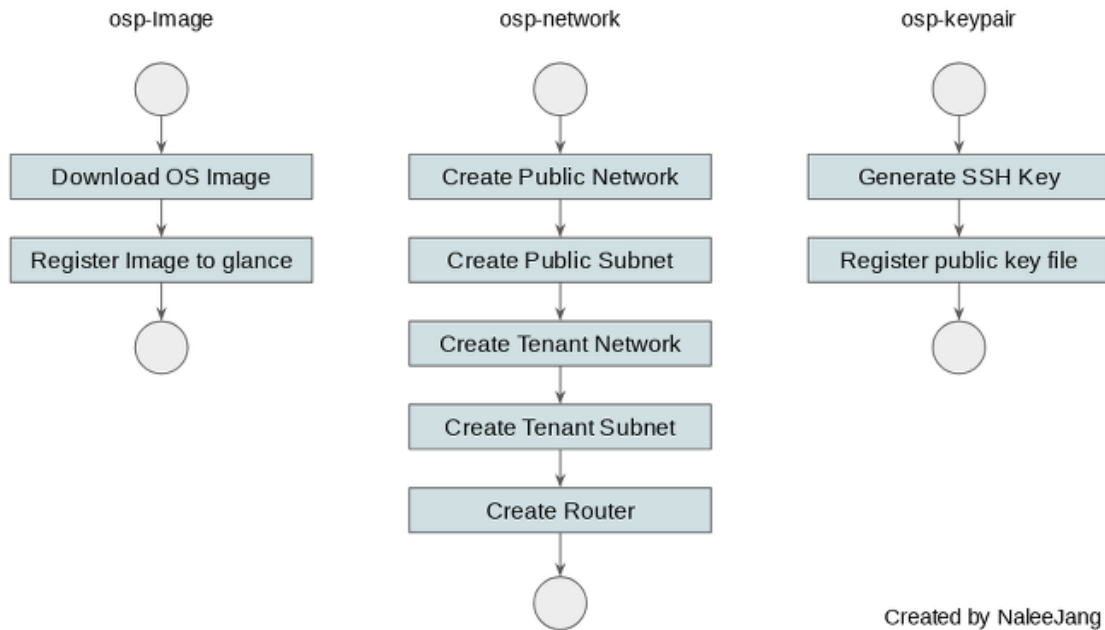 osp-Image
Download OS Image
Register Image to glance
osp-network
Create Public Network
Create Public Subnet
Create Tenant Network
Create Tenant Subnet
Create Router
osp-keypair
Generate SSH Key
Register public key file
Created by NaleeJang